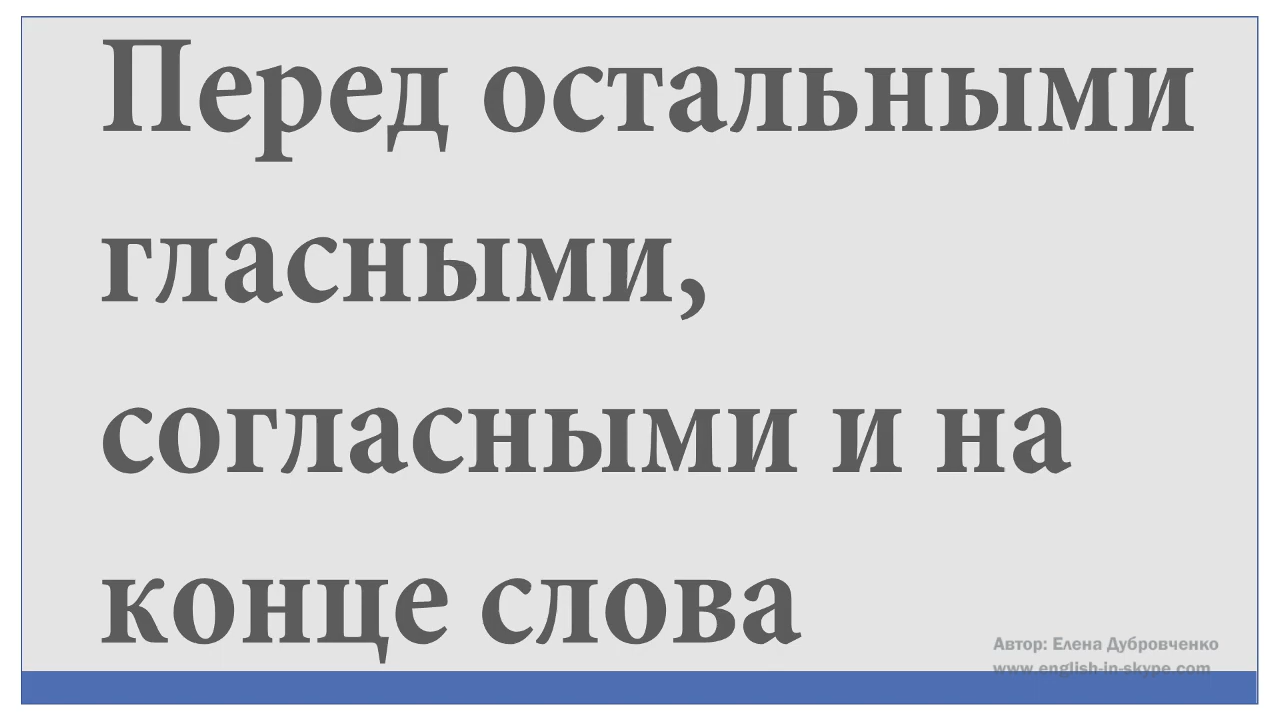 Перед остальными
гласными,
согласными и на
конце слова
Автор: Елена Дубровченко
www.english-in-skype.com